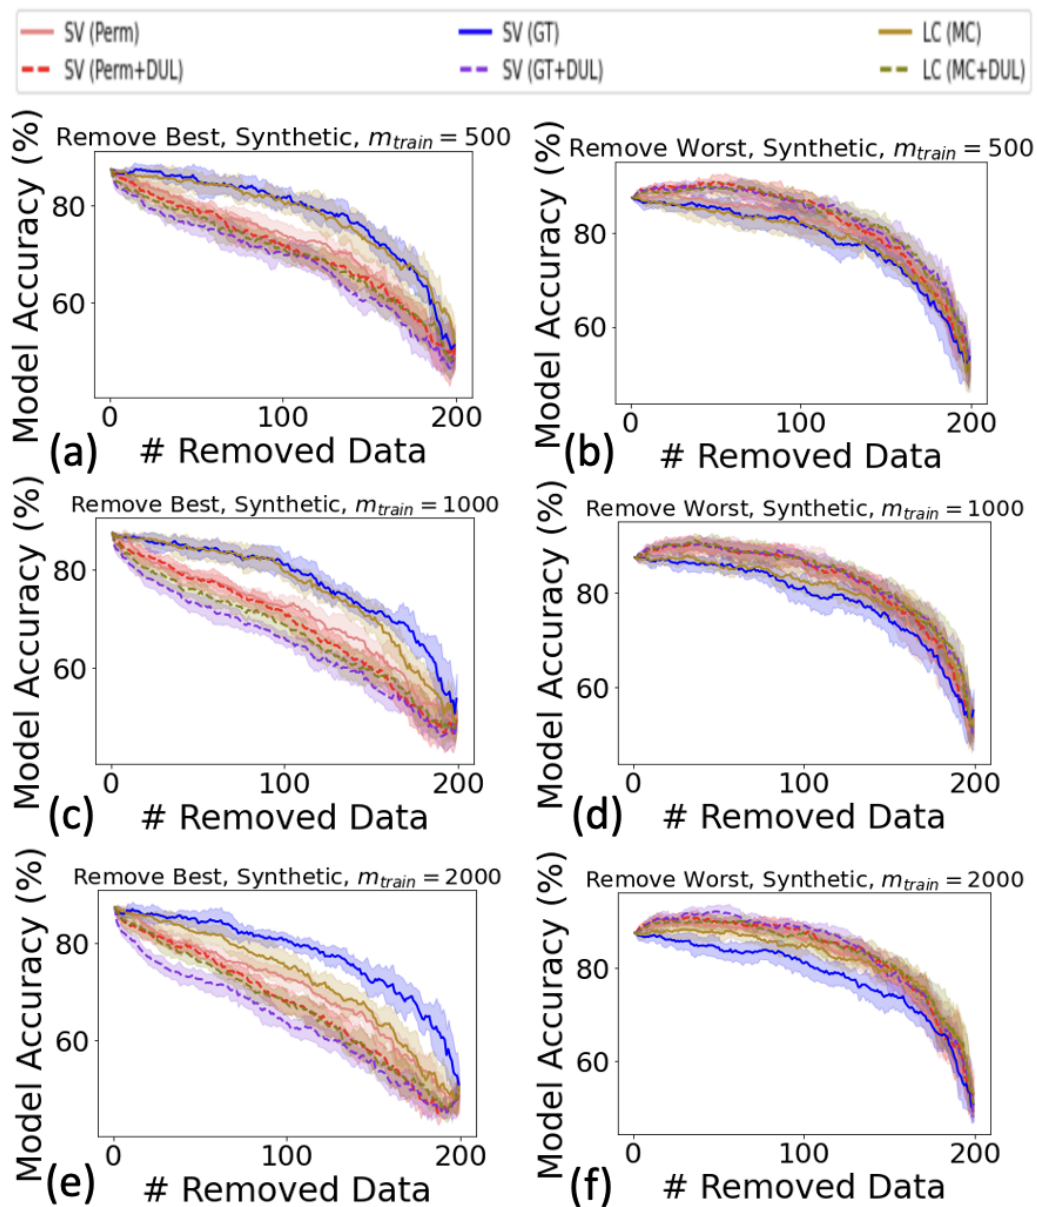 SV (Perm) SV (GT) LC (MC)
SV (Perm+DUL) SV (GT+DUL) LC (MC+DUL)
Remove Best, Synthetic, m_train = 500
Model Accuracy (%)
80
60
0 100 200
# Removed Data
(a)
Remove Worst, Synthetic, m_train = 500
Model Accuracy (%)
80
60
0 100 200
# Removed Data
(b)
Remove Best, Synthetic, m_train = 1000
Model Accuracy (%)
80
60
0 100 200
# Removed Data
(c)
Remove Worst, Synthetic, m_train = 1000
Model Accuracy (%)
80
60
0 100 200
# Removed Data
(d)
Remove Best, Synthetic, m_train = 2000
Model Accuracy (%)
80
60
0 100 200
# Removed Data
(e)
Remove Worst, Synthetic, m_train = 2000
Model Accuracy (%)
80
60
0 100 200
# Removed Data
(f)